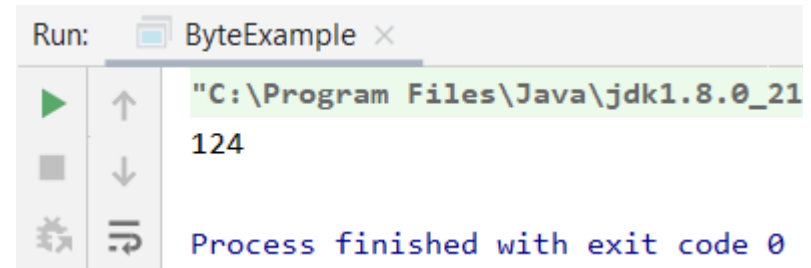 Run: ByteExample
"C:\Program Files\Java\jdk1.8.0_21
124
Process finished with exit code 0